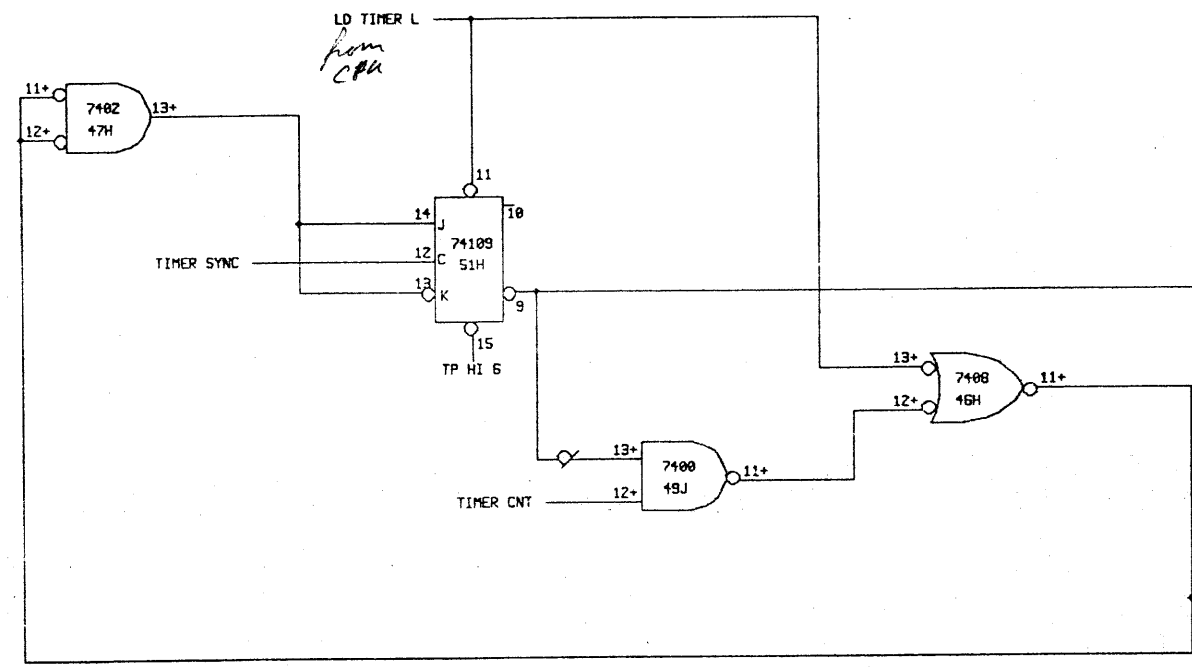 LD TIMER L
from
CPU
11+
7402
13+
12+
47H
11
14
J
10
74109
TIMER SYNC
12
C
51H
13
K
9
15
TP HI 6
13+
7408
11+
12+
46H
13+
7400
11+
12+
49J
TIMER CNT